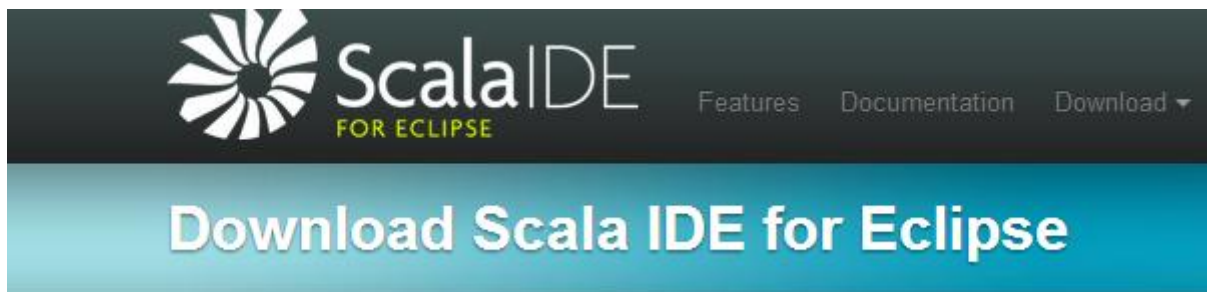 ScalaIDE
FOR ECLIPSE
Features Documentation Download
Download Scala IDE for Eclipse